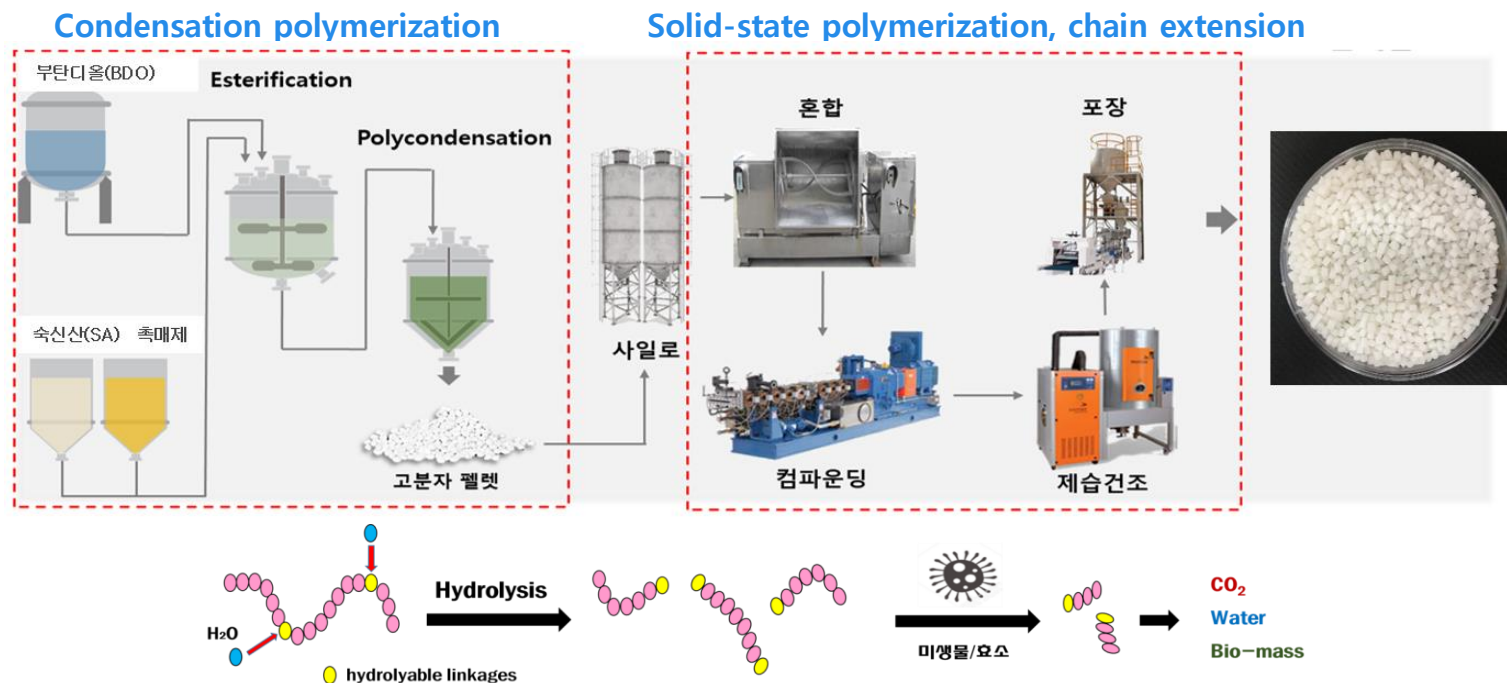 Condensation polymerization
Solid-state polymerization, chain extension
부탄디올(BDO)
Esterification
Polycondensation
숙신산(SA) 촉매제
고분자 펠렛
사일로
혼합
포장
컴파운딩
제습건조
H₂O
Hydrolysis
hydrolyable linkages
미생물/효소
CO₂
Water
Bio-mass